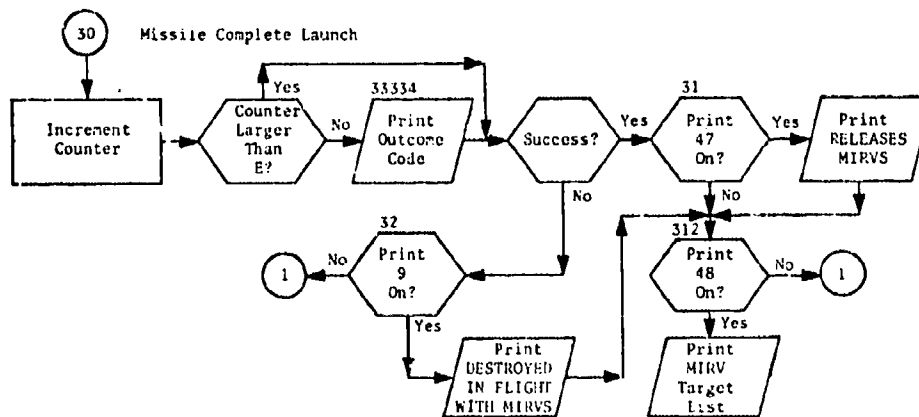 30
Missile Complete Launch
Increment
Counter
Counter
Larger
Than
E?
Yes
No
33334
Print
Outcome
Code
Success?
Yes
No
31
Print
47
On?
Yes
No
Print
RELEASES
MIRVS
32
Print
9
On?
No
1
Yes
Print
DESTROYED
IN FLIGHT
WITH MIRVS
312
Print
48
On?
No
1
Yes
Print
MIRV
Target
List